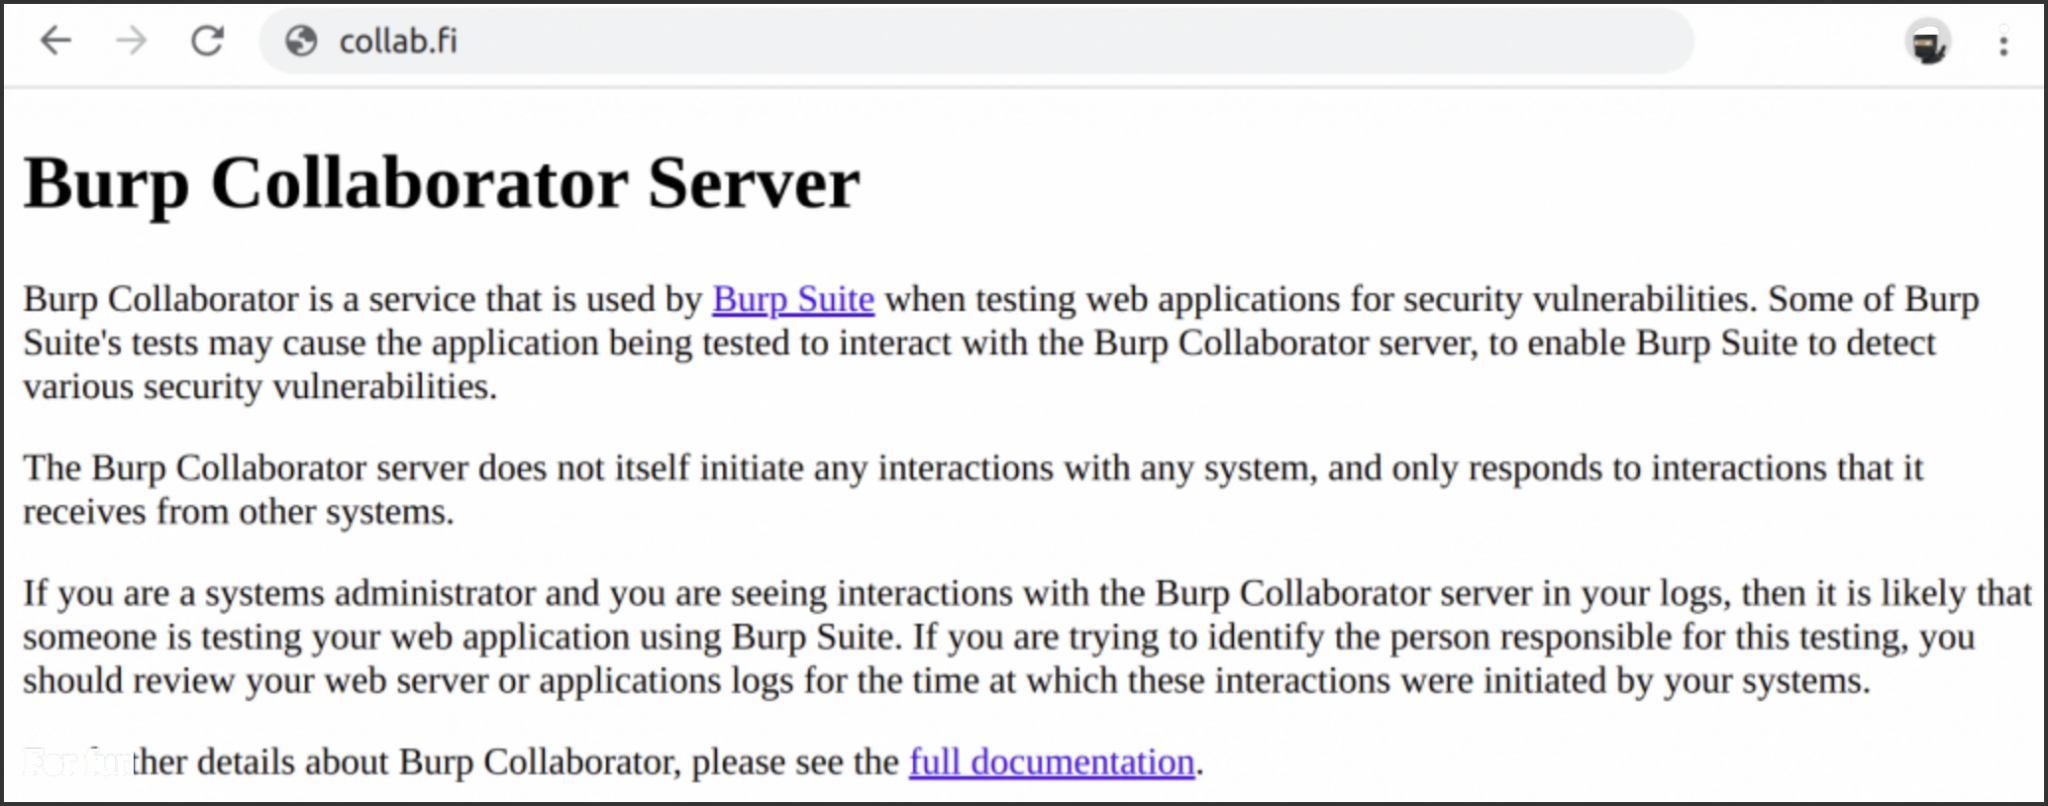 collab.fi
Burp Collaborator Server
Burp Collaborator is a service that is used by Burp Suite when testing web applications for security vulnerabilities. Some of Burp
Suite's tests may cause the application being tested to interact with the Burp Collaborator server, to enable Burp Suite to detect
various security vulnerabilities.
The Burp Collaborator server does not itself initiate any interactions with any system, and only responds to interactions that it
receives from other systems.
If you are a systems administrator and you are seeing interactions with the Burp Collaborator server in your logs, then it is likely that
someone is testing your web application using Burp Suite. If you are trying to identify the person responsible for this testing, you
should review your web server or applications logs for the time at which these interactions were initiated by your systems.
For further details about Burp Collaborator, please see the full documentation.